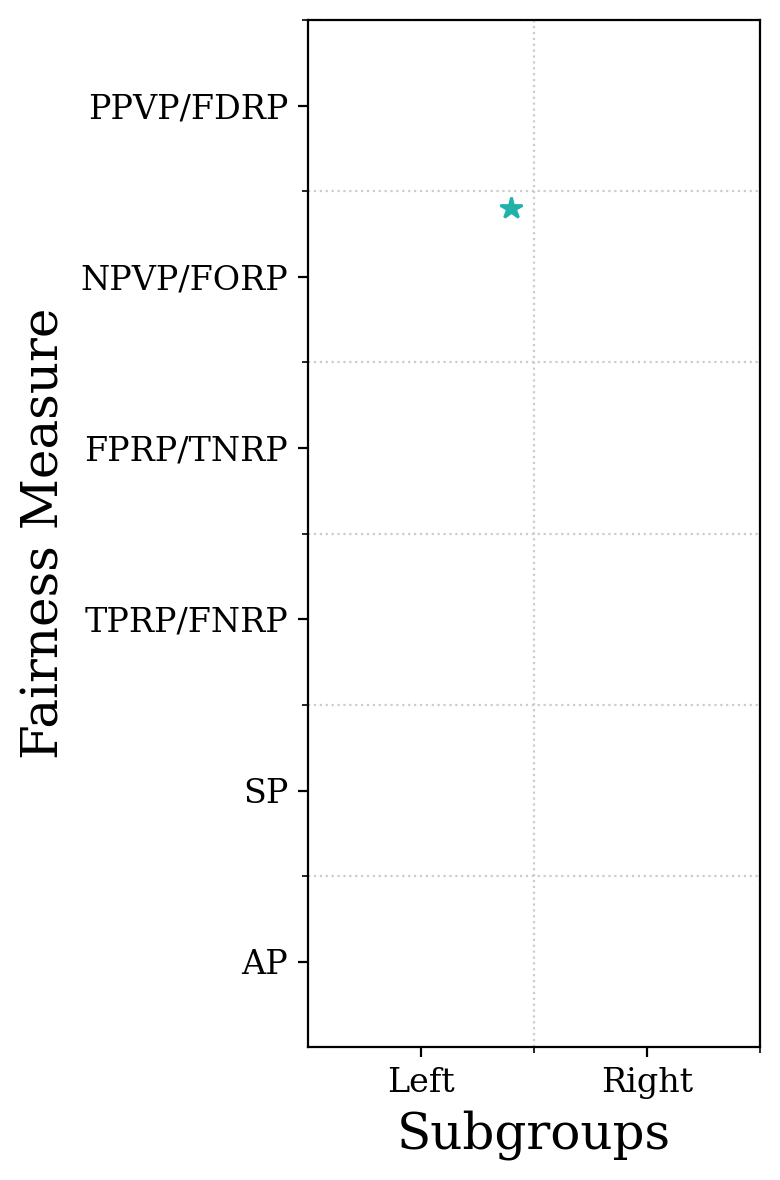 PPVP/FDRP
NPVP/FORP
FPRP/TNRP
TPRP/FNRP
SP
AP
Fairness Measure
Left
Right
Subgroups